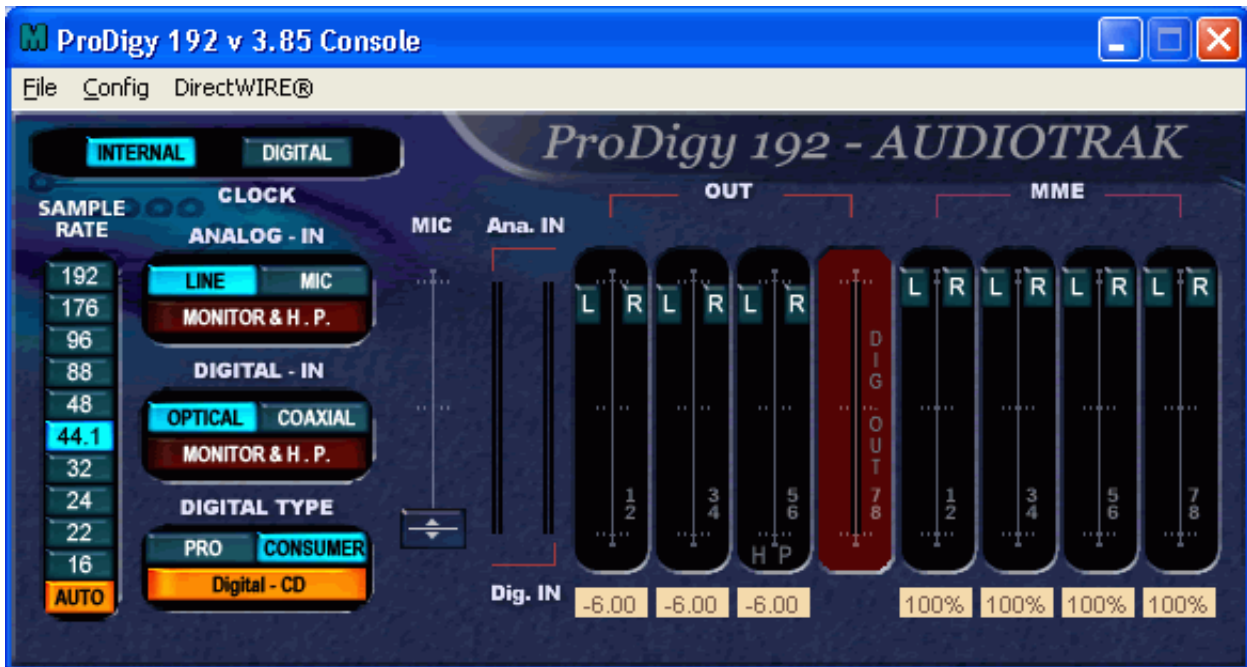 ProDigy 192 v 3.85 Console
File Config DirectWIRE®
ProDigy 192 - AUDIOTRAK
INTERNAL DIGITAL
CLOCK
SAMPLE RATE
192
176
96
88
48
44.1
32
24
22
16
AUTO
ANALOG - IN
LINE MIC
MONITOR & H . P.
DIGITAL - IN
OPTICAL COAXIAL
MONITOR & H . P.
DIGITAL TYPE
PRO CONSUMER
Digital - CD
MIC
Ana. IN
Dig. IN
OUT
L R L R L R
1 2
3 4
5 6
H P
DIG . OUT 7 8
-6.00 -6.00 -6.00
MME
L R L R L R L R
1 2
3 4
5 6
7 8
100% 100% 100% 100%